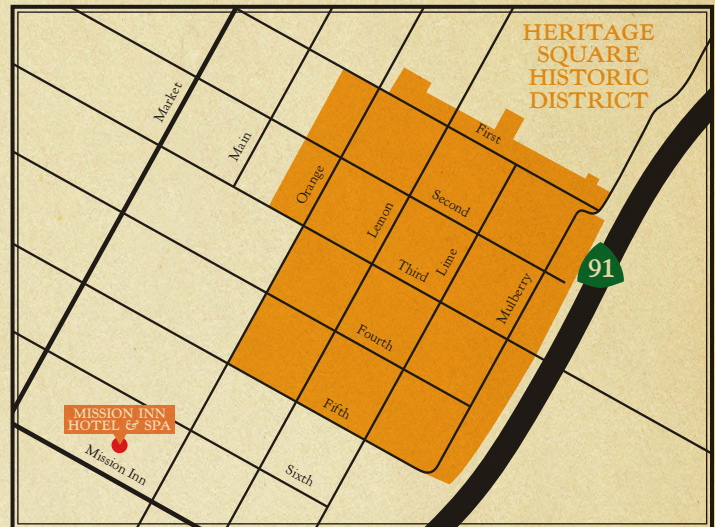 HERITAGE
SQUARE
HISTORIC
DISTRICT
Market
Main
First
Orange
Second
Lemon
Lime
Third
91
Mulberry
Fourth
Fifth
MISSION INN
HOTEL & SPA
Mission Inn
Sixth